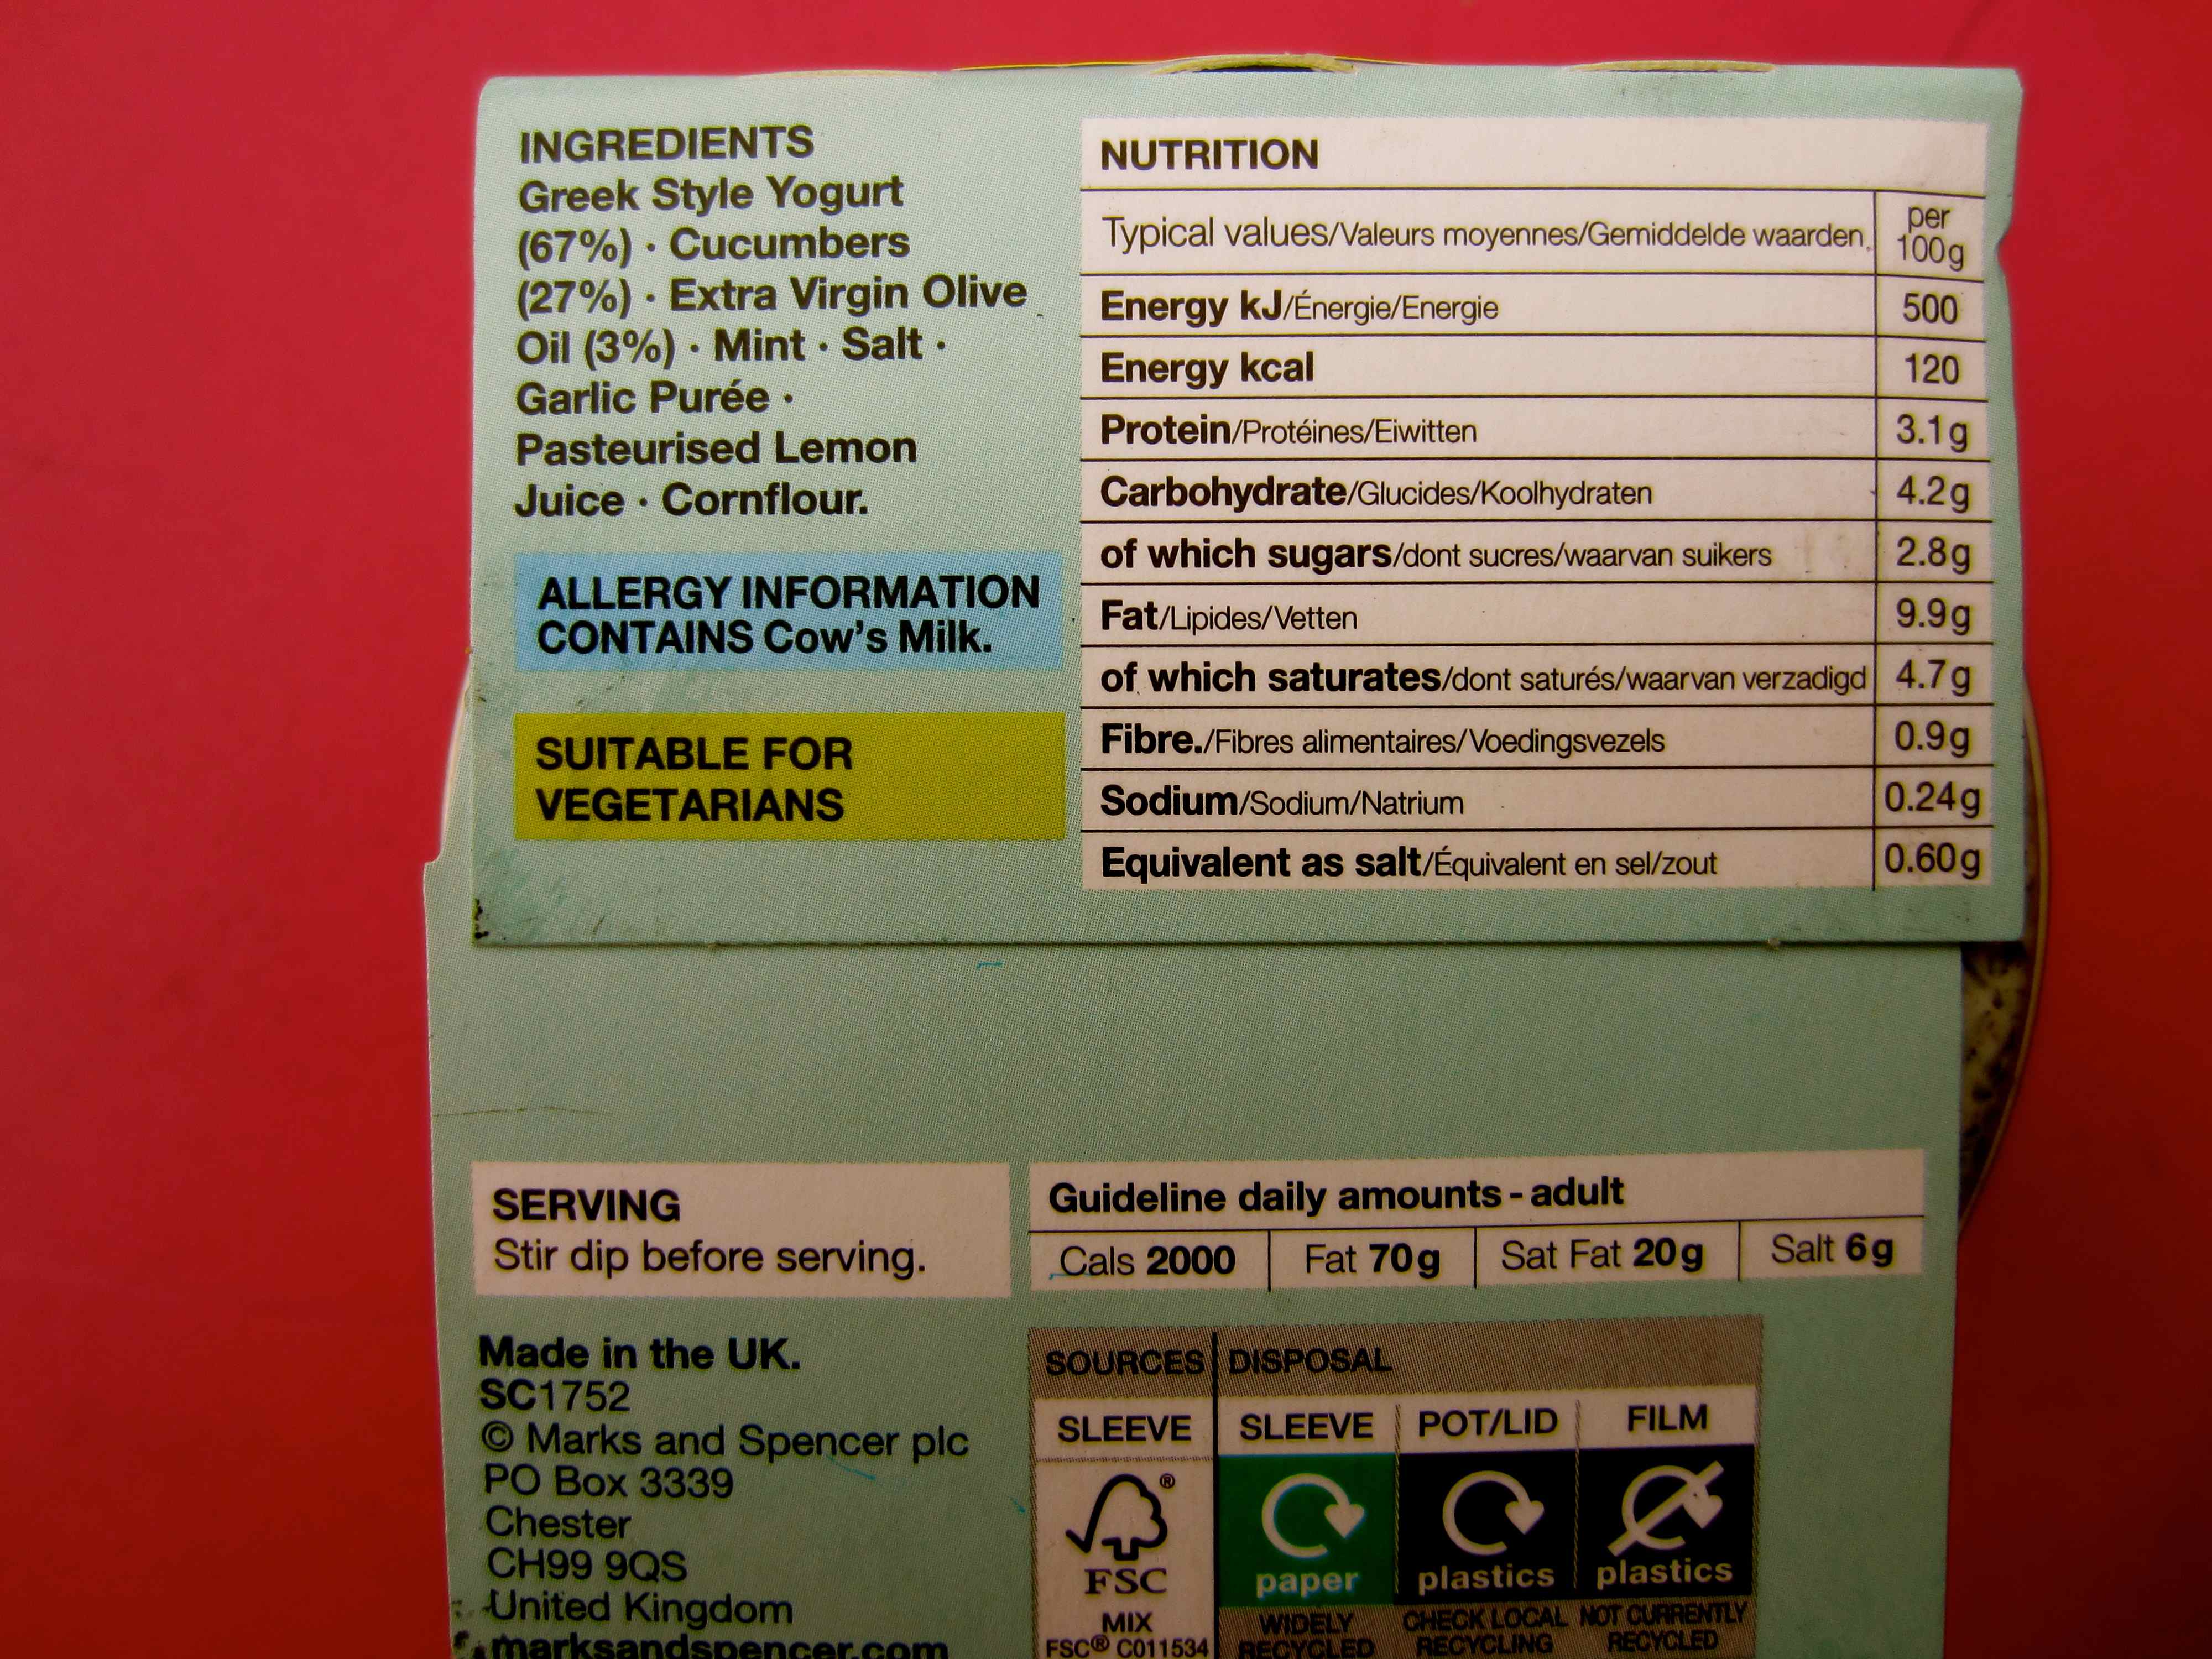 INGREDIENTS
Greek Style Yogurt
(67%) · Cucumbers
(27%) · Extra Virgin Olive
Oil (3%) · Mint · Salt ·
Garlic Purée ·
Pasteurised Lemon
Juice · Cornflour.
ALLERGY INFORMATION
CONTAINS Cow's Milk.
SUITABLE FOR
VEGETARIANS
NUTRITION
Typical values/Valeurs moyennes/Gemiddelde waarden, per 100g
Energy kJ/Énergie/Energie 500
Energy kcal 120
Protein/Protéines/Eiwitten 3.1g
Carbohydrate/Glucides/Koolhydraten 4.2g
of which sugars/dont sucres/waarvan suikers 2.8g
Fat/Lipides/Vetten 9.9g
of which saturates/dont saturés/waarvan verzadigd 4.7g
Fibre./Fibres alimentaires/Voedingsvezels 0.9g
Sodium/Sodium/Natrium 0.24g
Equivalent as salt/Équivalent en sel/zout 0.60g
SERVING
Stir dip before serving.
Guideline daily amounts - adult
Cals 2000 Fat 70g Sat Fat 20g Salt 6g
Made in the UK.
SC1752
© Marks and Spencer plc
PO Box 3339
Chester
CH99 9QS
United Kingdom
marksandspencer.com
SOURCES DISPOSAL
SLEEVE SLEEVE POT/LID FILM
®
FSC paper plastics plastics
MIX WIDELY CHECK LOCAL NOT CURRENTLY
FSC® C011534 RECYCLED RECYCLING RECYCLED